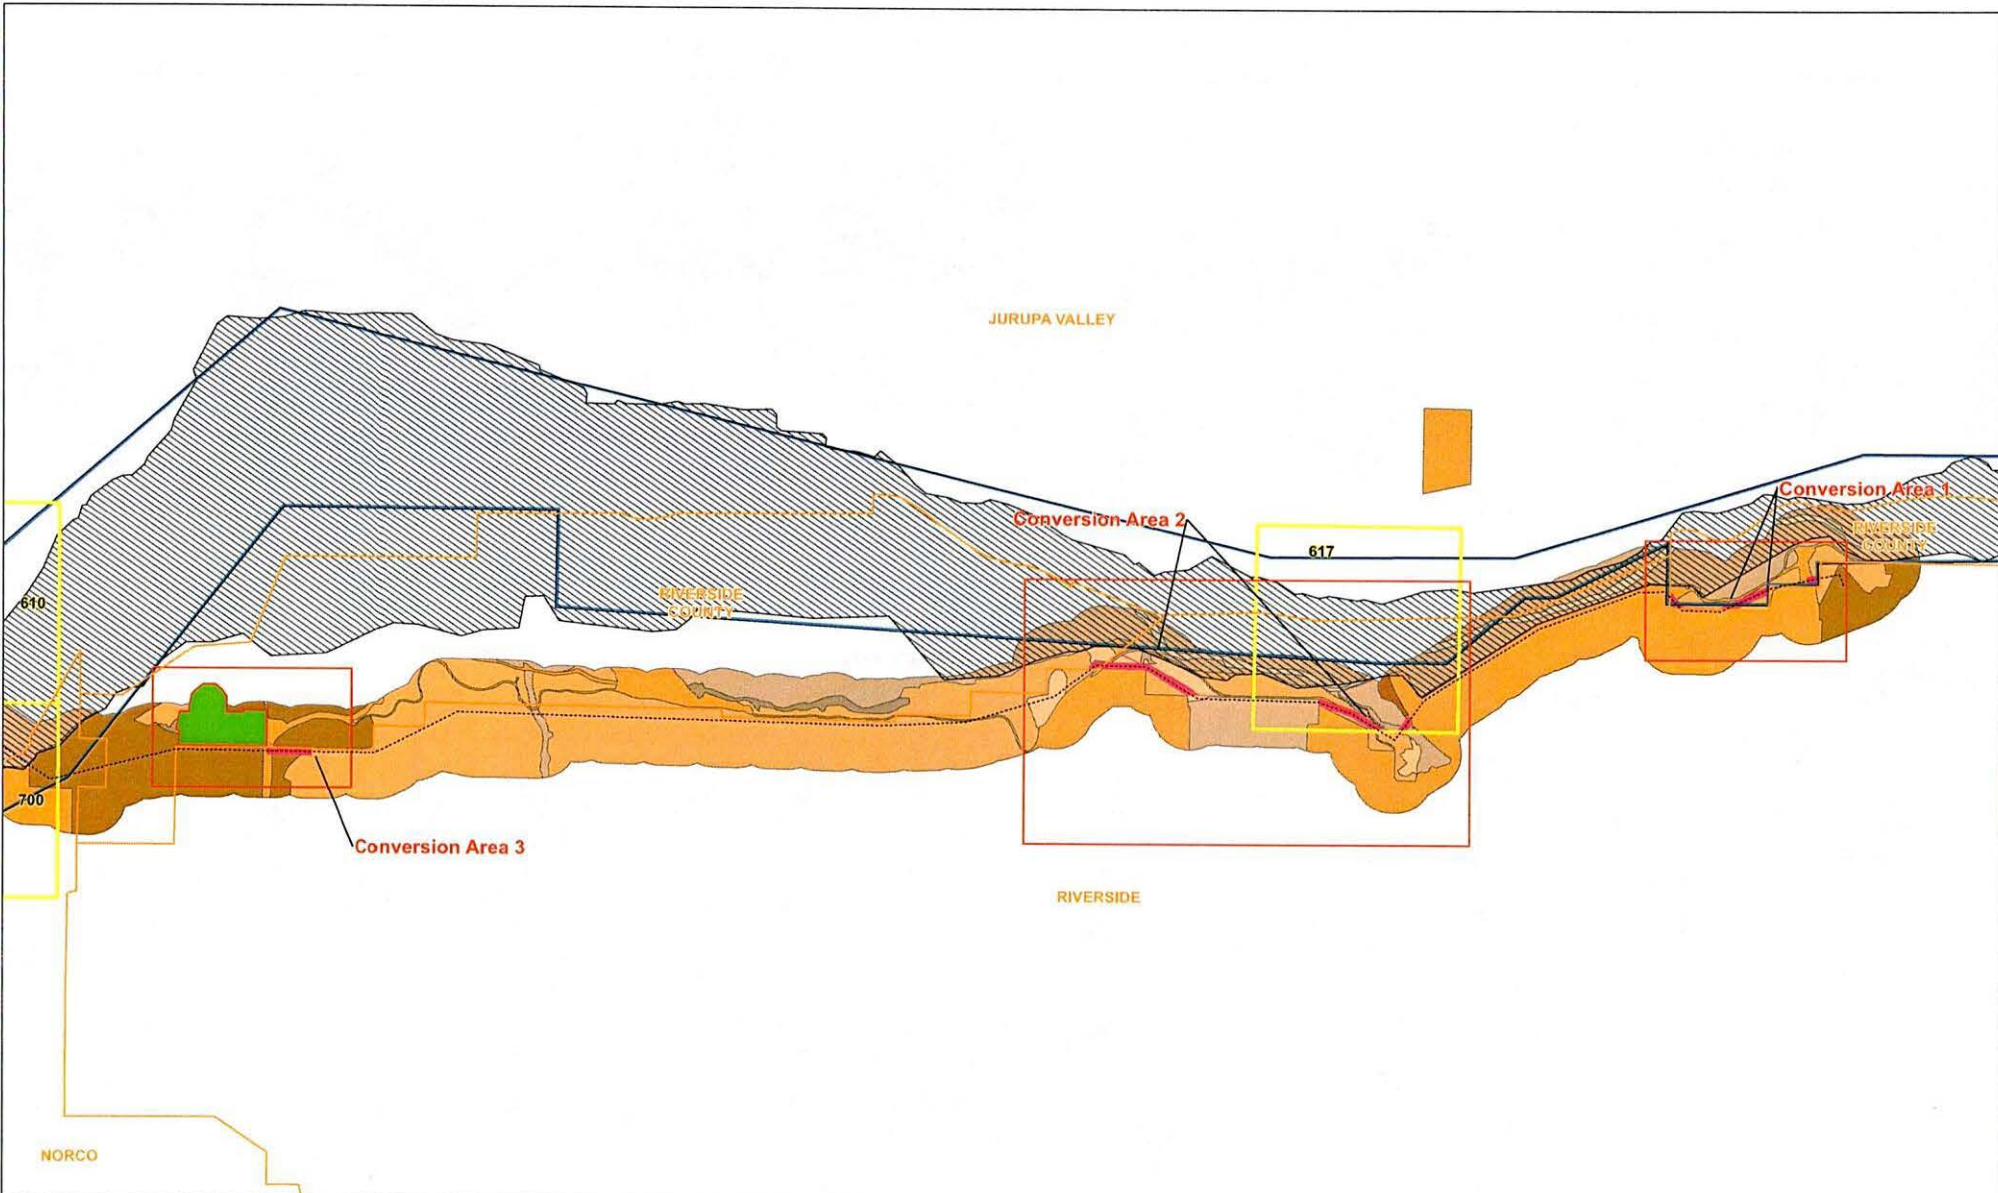 JURUPA VALLEY
Conversion Area 1
Conversion Area 2
RIVERSIDE
COUNTY
617
610
RIVERSIDE
COUNTY
700
Conversion Area 3
RIVERSIDE
NORCO